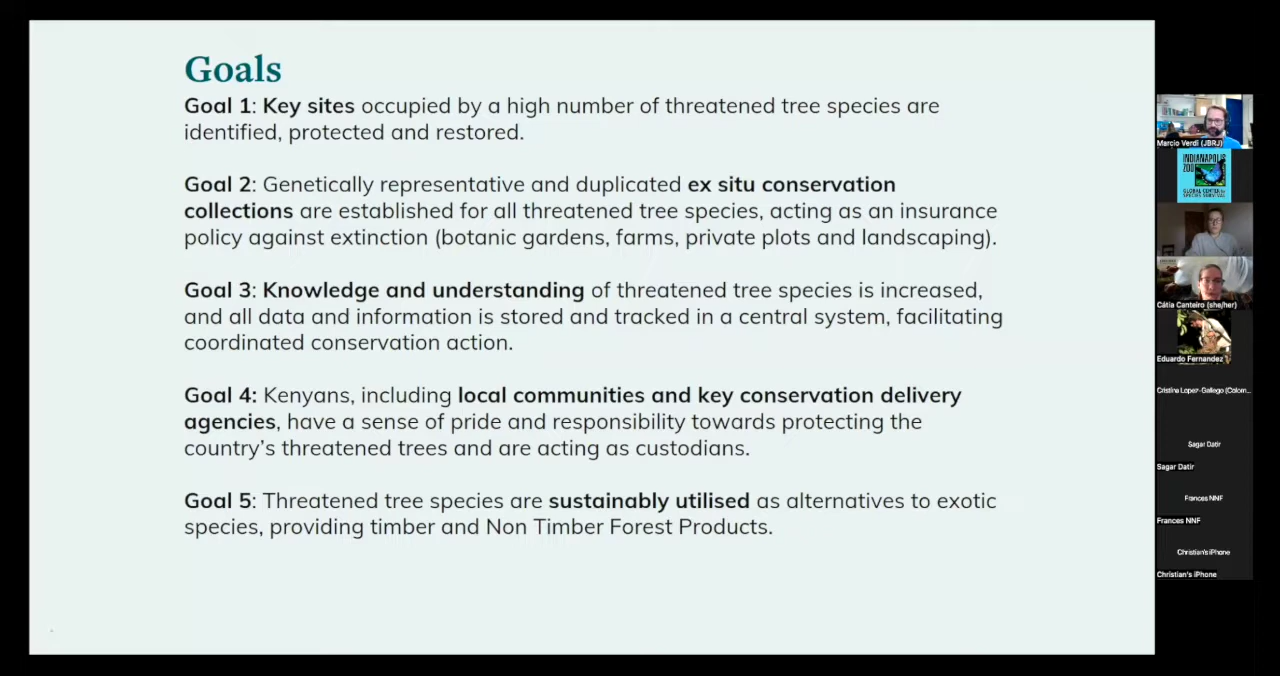 Goals
Goal 1: Key sites occupied by a high number of threatened tree species are
identified, protected and restored.
Goal 2: Genetically representative and duplicated ex situ conservation
collections are established for all threatened tree species, acting as an insurance
policy against extinction (botanic gardens, farms, private plots and landscaping).
Goal 3: Knowledge and understanding of threatened tree species is increased,
and all data and information is stored and tracked in a central system, facilitating
coordinated conservation action.
Goal 4: Kenyans, including local communities and key conservation delivery
agencies, have a sense of pride and responsibility towards protecting the
country's threatened trees and are acting as custodians.
Goal 5: Threatened tree species are sustainably utilised as alternatives to exotic
species, providing timber and Non Timber Forest Products.
Marcio Verdi (JBRJ)
INDIANAPOLIS
ZOO
GLOBAL CENTER for
SPECIES SURVIVAL
Cátia Canteiro (she/her)
Eduardo Fernandez
Cristina Lopez-Gallego (Colom...
Sagar Datir
Sagar Datir
Frances NNF
Frances NNF
Christian's iPhone
Christian's iPhone